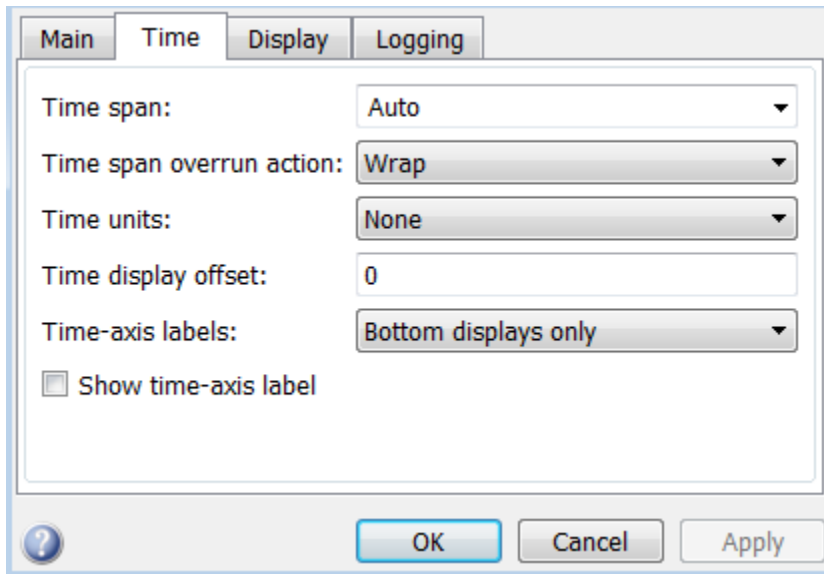 Main Time Display Logging
Time span: Auto
Time span overrun action: Wrap
Time units: None
Time display offset: 0
Time-axis labels: Bottom displays only
Show time-axis label
? OK Cancel Apply